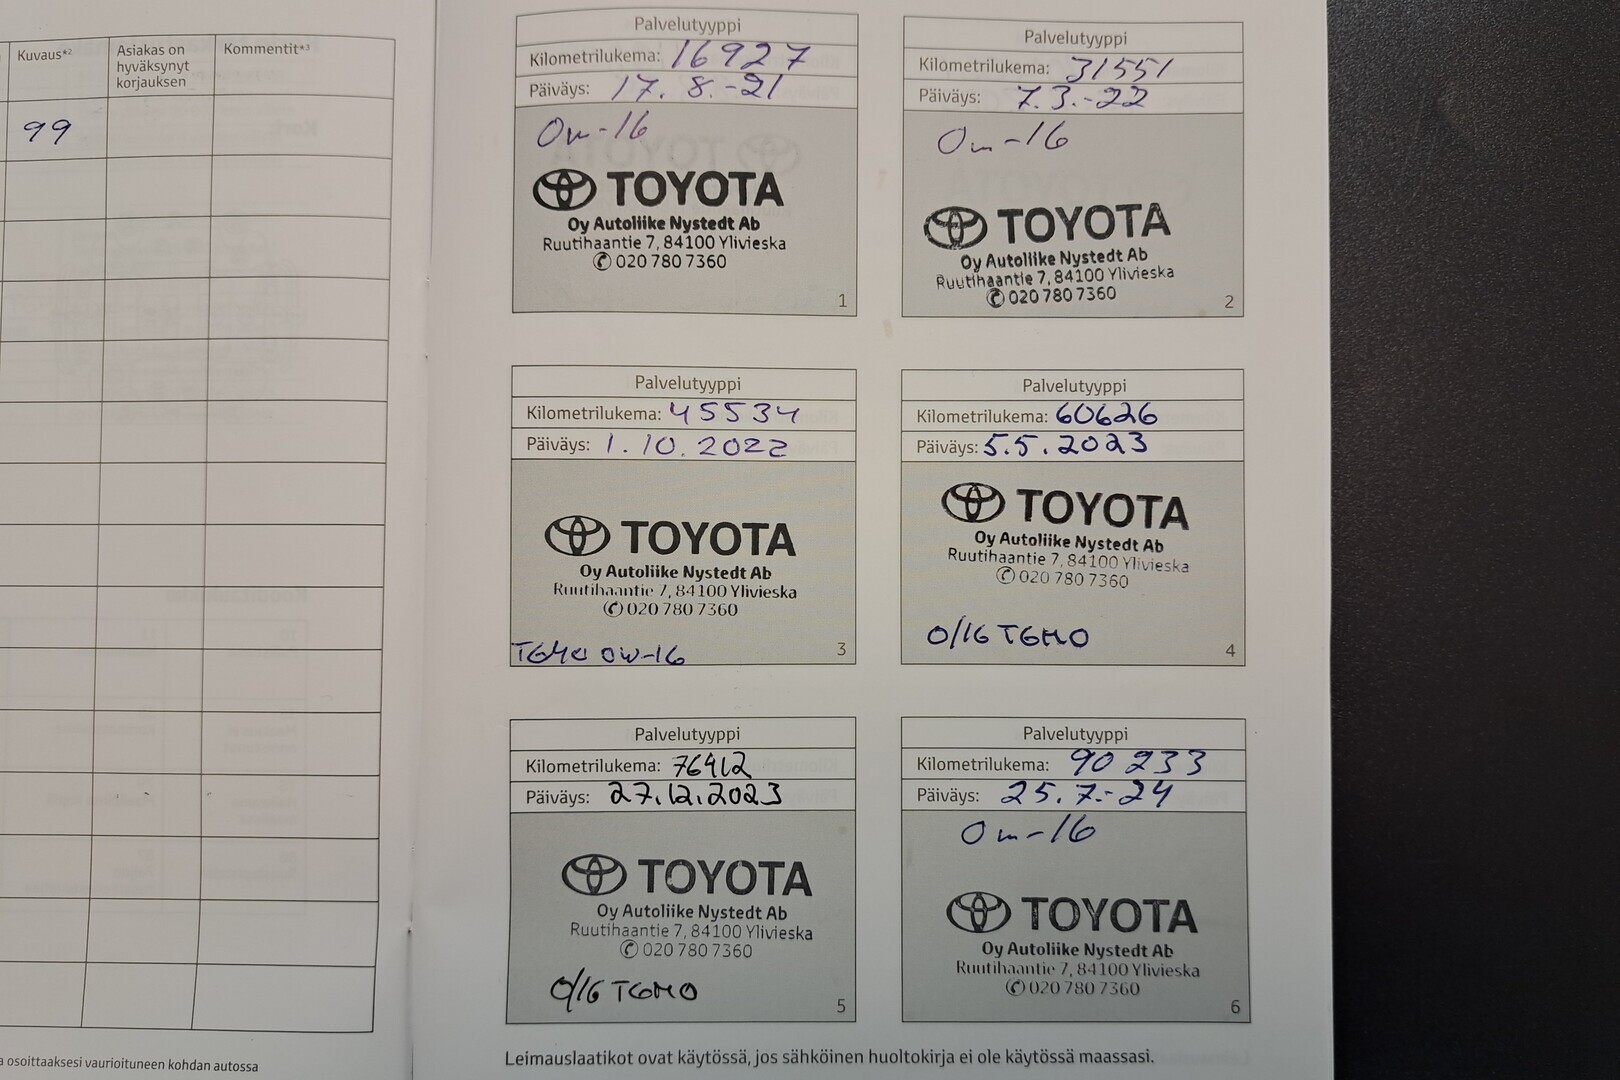 Kuvaus*²
Asiakas on
hyväksynyt
korjauksen
Kommentit*³
99
a osoittaaksesi vaurioituneen kohdan autossa
Palvelutyyppi
Kilometrilukema: 16927
Päiväys: 17.8.-21
0w-16
TOYOTA
Oy Autoliike Nystedt Ab
Ruutihaantie 7, 84100 Ylivieska
✆ 020 780 7360
1
Palvelutyyppi
Kilometrilukema: 31551
Päiväys: 7.3.-22
0w-16
TOYOTA
Oy Autoliike Nystedt Ab
Ruutihaantie 7, 84100 Ylivieska
✆ 020 780 7360
2
Palvelutyyppi
Kilometrilukema: 45534
Päiväys: 1.10.2022
TOYOTA
Oy Autoliike Nystedt Ab
Ruutihaantie 7, 84100 Ylivieska
✆ 020 780 7360
TGMO 0W-16
3
Palvelutyyppi
Kilometrilukema: 60626
Päiväys: 5.5.2023
TOYOTA
Oy Autoliike Nystedt Ab
Ruutihaantie 7, 84100 Ylivieska
✆ 020 780 7360
0/16 TGMO
4
Palvelutyyppi
Kilometrilukema: 76412
Päiväys: 27.12.2023
TOYOTA
Oy Autoliike Nystedt Ab
Ruutihaantie 7, 84100 Ylivieska
✆ 020 780 7360
0/16 TGMO
5
Palvelutyyppi
Kilometrilukema: 90 233
Päiväys: 25.7.-24
0w-16
TOYOTA
Oy Autoliike Nystedt Ab
Ruutihaantie 7, 84100 Ylivieska
✆ 020 780 7360
6
Leimauslaatikot ovat käytössä, jos sähköinen huoltokirja ei ole käytössä maassasi.